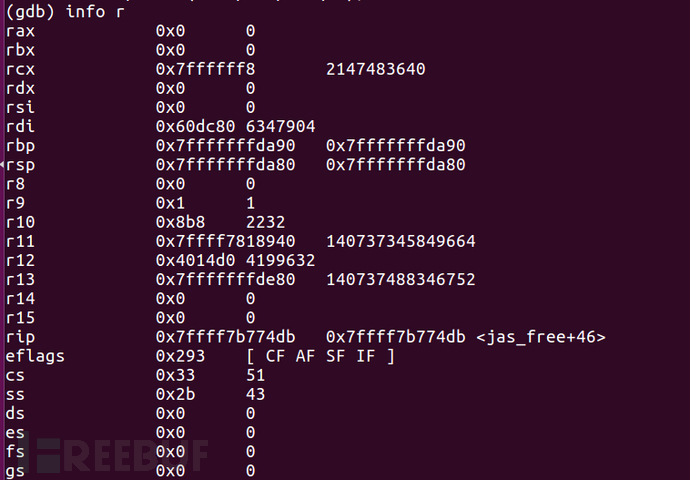 (gdb) info r
rax 0x0 0
rbx 0x0 0
rcx 0x7ffffff8 2147483640
rdx 0x0 0
rsi 0x0 0
rdi 0x60dc80 6347904
rbp 0x7fffffffda90 0x7fffffffda90
rsp 0x7fffffffda80 0x7fffffffda80
r8 0x0 0
r9 0x1 1
r10 0x8b8 2232
r11 0x7ffff7818940 140737345849664
r12 0x4014d0 4199632
r13 0x7fffffffde80 140737488346752
r14 0x0 0
r15 0x0 0
rip 0x7ffff7b774db 0x7ffff7b774db <jas_free+46>
eflags 0x293 [ CF AF SF IF ]
cs 0x33 51
ss 0x2b 43
ds 0x0 0
es 0x0 0
fs 0x0 0
gs 0x0 0
FREEBUF